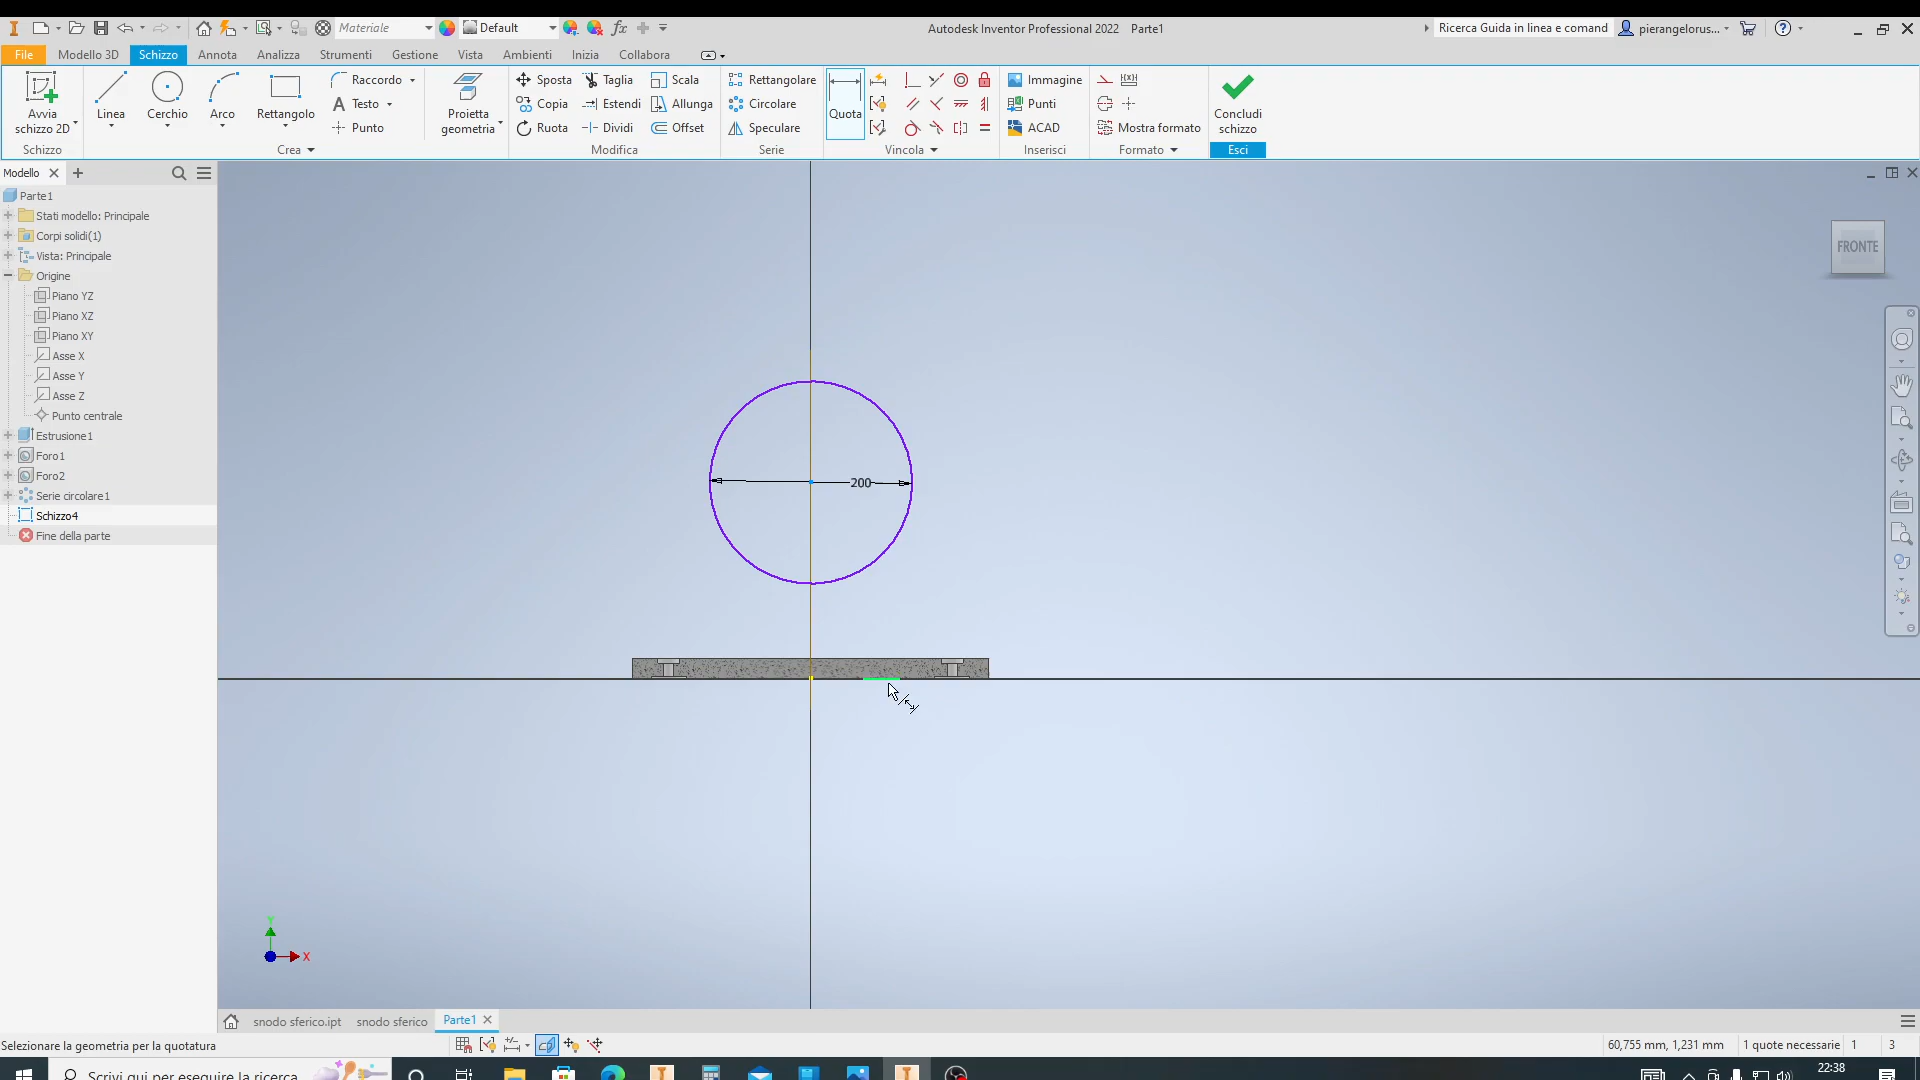 Materiale
Default
Autodesk Inventor Professional 2022 Parte1
Ricerca Guida in linea e comand
pierangelorus...
File
Modello 3D
Schizzo
Annota
Analizza
Strumenti
Gestione
Vista
Ambienti
Inizia
Collabora
Avvia
schizzo 2D
Linea
Cerchio
Arco
Rettangolo
Raccordo
Testo
Punto
Proietta
geometria
Sposta
Copia
Ruota
Taglia
Estendi
Dividi
Scala
Allunga
Offset
Rettangolare
Circolare
Speculare
Quota
Immagine
Punti
ACAD
Mostra formato
Concludi
schizzo
Schizzo
Crea
Modifica
Serie
Vincola
Inserisci
Formato
Esci
Modello
Parte1
Stati modello: Principale
Corpi solidi(1)
Vista: Principale
Origine
Piano YZ
Piano XZ
Piano XY
Asse X
Asse Y
Asse Z
Punto centrale
Estrusione1
Foro1
Foro2
Serie circolare1
Schizzo4
Fine della parte
FRONTE
200
Y
X
snodo sferico.ipt
snodo sferico
Parte1
Selezionare la geometria per la quotatura
60,755 mm, 1,231 mm
1 quote necessarie
1
3
Scrivi qui per eseguire la ricerca
22:38